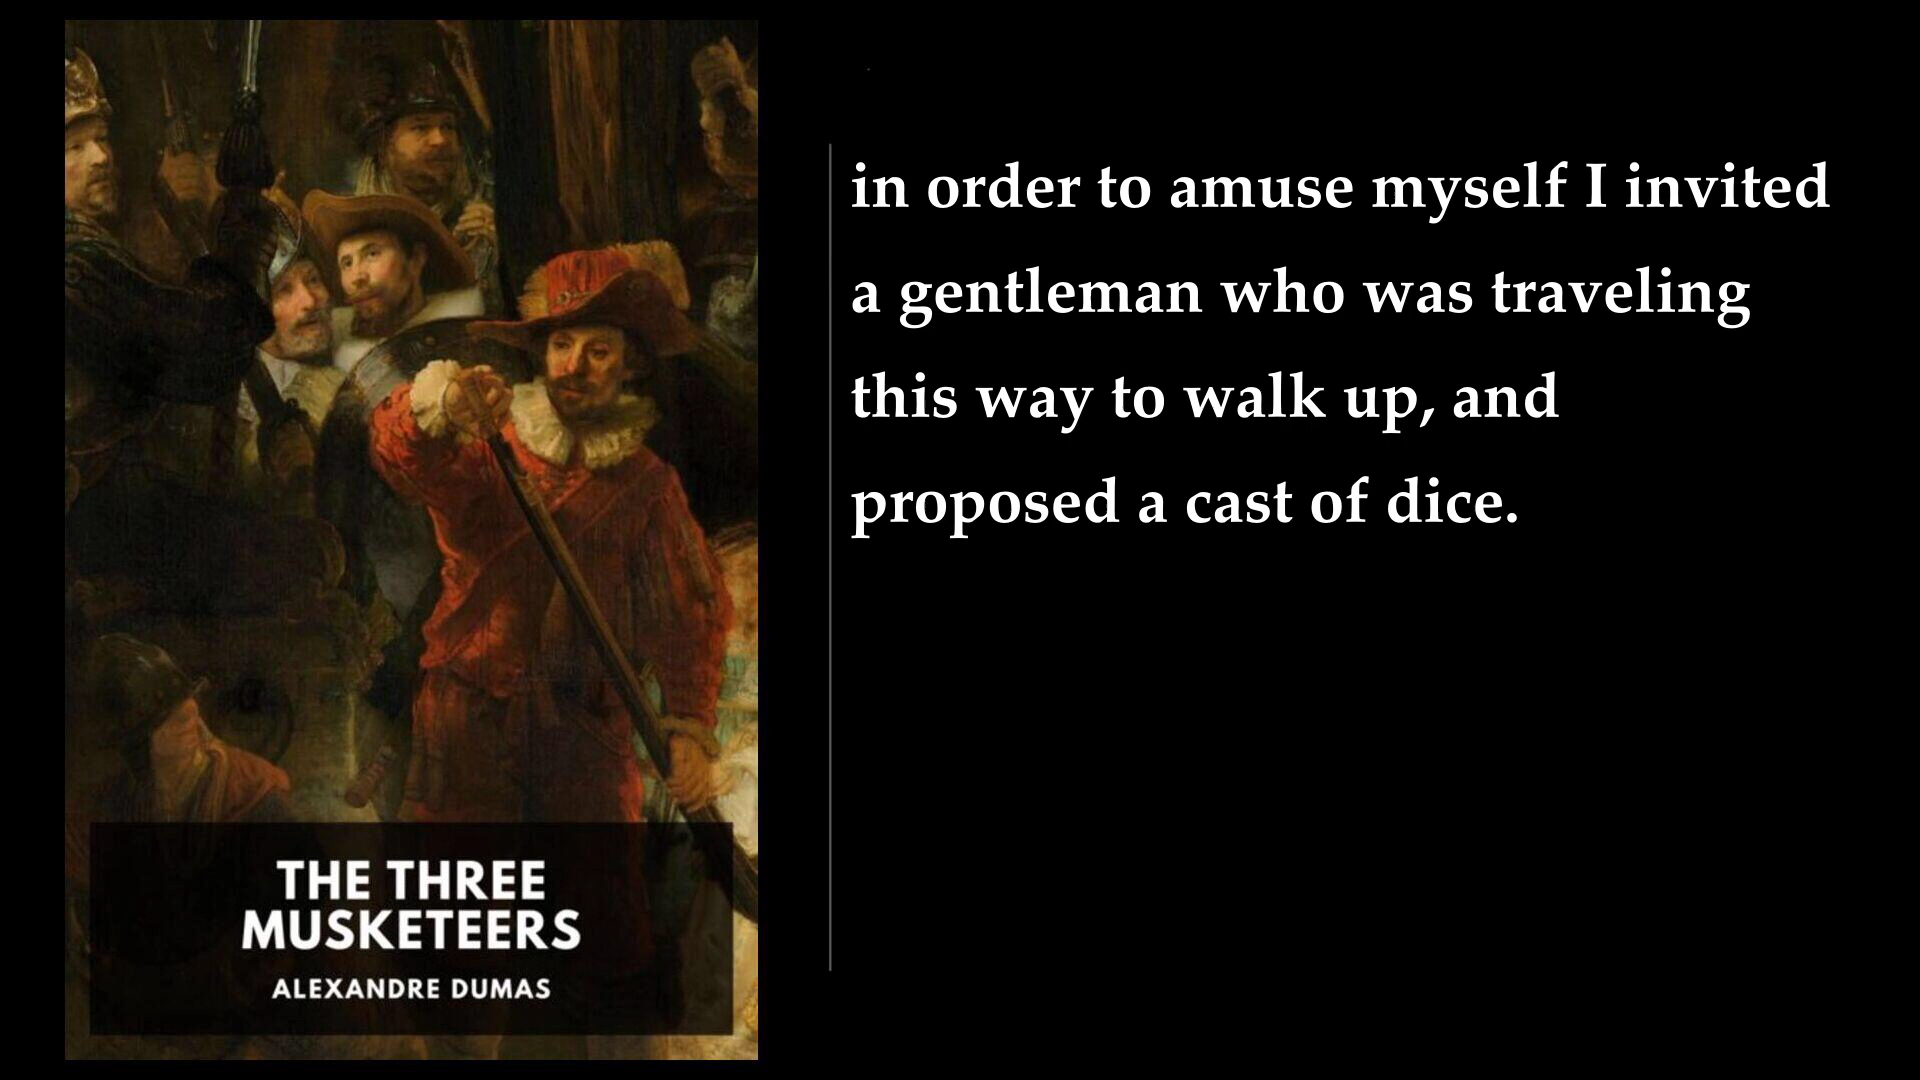 in order to amuse myself I invited
a gentleman who was traveling
this way to walk up, and
proposed a cast of dice.
THE THREE
MUSKETEERS
ALEXANDRE DUMAS